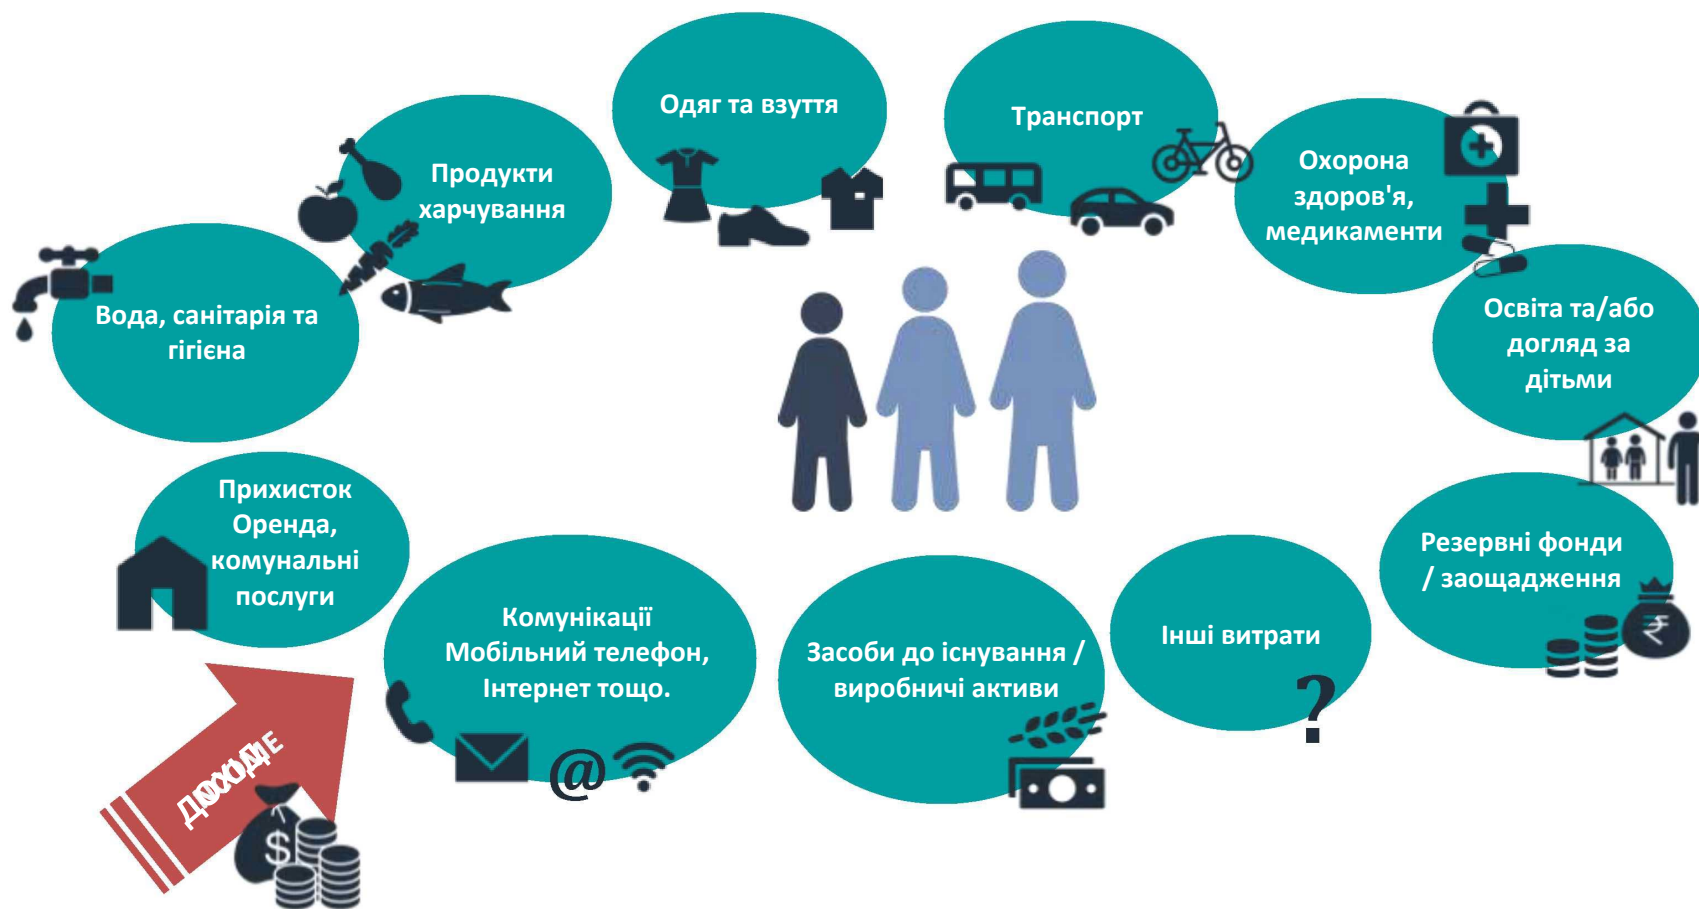 Одяг та взуття
Транспорт
Продукти
харчування
Охорона
здоров'я,
медикаменти
Вода, санітарія та
гігієна
Освіта та/або
догляд за
дітьми
Прихисток
Оренда,
комунальні
послуги
Резервні фонди
/ заощадження
Комунікації
Мобільний телефон,
Інтернет тощо.
Засоби до існування /
виробничі активи
Інші витрати
?
@
$
₹